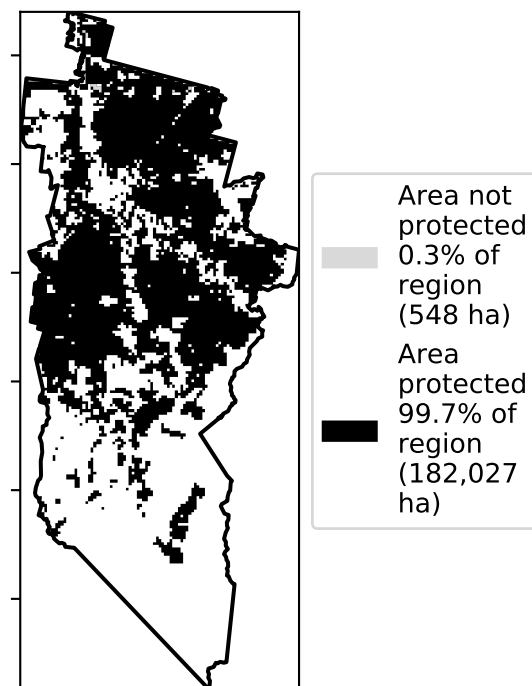 Area not
protected
0.3% of
region
(548 ha)
Area
protected
99.7% of
region
(182,027
ha)